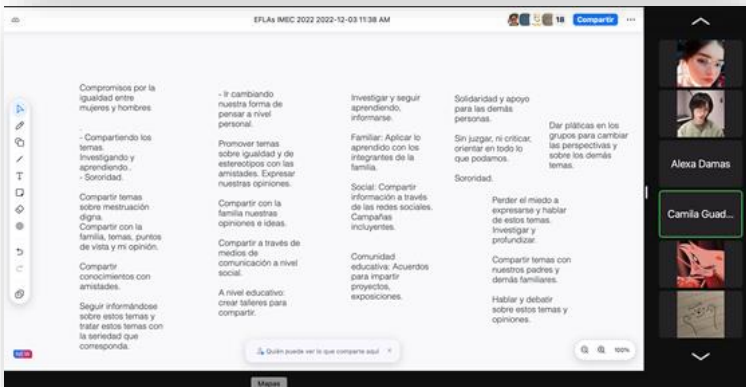 EFLAs IMEC 2022 2022-12-03 11:38 AM
18
Compartir
Compromisos por la
igualdad entre
mujeres y hombres
.
- Compartiendo los
temas.
Investigando y
aprendiendo.
- Sororidad.
Compartir temas
sobre mestruación
digna.
Compartir con la
familia, temas, puntos
de vista y mi opinión.
Compartir
conocimientos con
amistades.
Seguir informándose
sobre estos temas y
tratar estos temas con
la seriedad que
corresponda.
- Ir cambiando
nuestra forma de
pensar a nivel
personal.
Promover temas
sobre igualdad y de
estereotipos con las
amistades. Expresar
nuestras opiniones.
Compartir con la
familia nuestras
opiniones e ideas.
Compartir a través de
medios de
comunicación a nivel
social.
A nivel educativo:
crear talleres para
compartir.
Investigar y seguir
aprendiendo,
informarse.
Familiar: Aplicar lo
aprendido con los
integrantes de la
familia.
Social: Compartir
información a través
de las redes sociales.
Campañas
incluyentes.
Comunidad
educativa: Acuerdos
para impartir
proyectos,
exposiciones.
Solidaridad y apoyo
para las demás
personas.
Sin juzgar, ni criticar,
orientar en todo lo
que podamos.
Sororidad.
Dar pláticas en los
grupos para cambiar
las perspectivas y
sobre los demás
temas.
Perder el miedo a
expresarse y hablar
de estos temas.
Investigar y
profundizar.
Compartir temas con
nuestros padres y
demás familiares.
Hablar y debatir
sobre estos temas y
opiniones.
Quién puede ver lo que comparte aquí
100%
NEW
Mapas
Alexa Damas
Camila Guad...